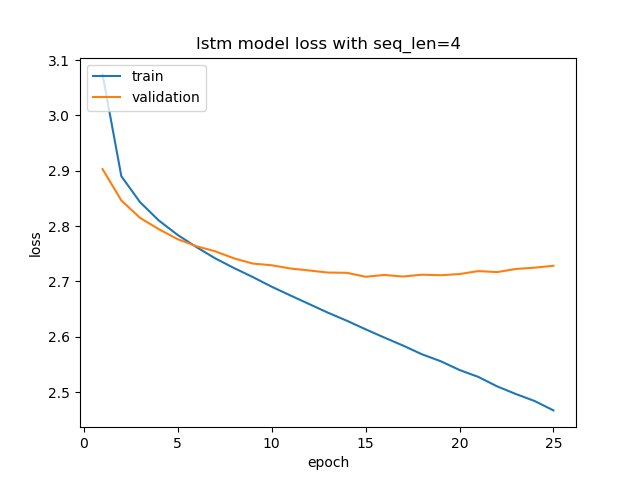 lstm model loss with seq_len=4
3.1
3.0
2.9
2.8
2.7
2.6
2.5
loss
train
validation
0
5
10
15
20
25
epoch